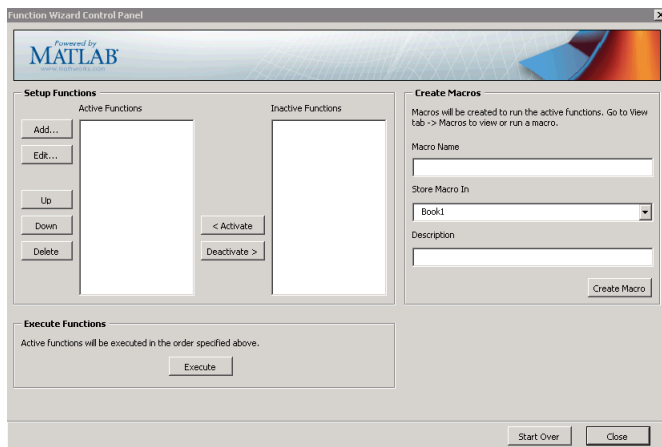 Function Wizard Control Panel
Powered by
MATLAB
www.mathworks.com
Setup Functions
Active Functions
Inactive Functions
Add...
Edit...
Up
Down
Delete
< Activate
Deactivate >
Create Macros
Macros will be created to run the active functions. Go to View
tab -> Macros to view or run a macro.
Macro Name
Store Macro In
Book1
Description
Create Macro
Execute Functions
Active functions will be executed in the order specified above.
Execute
Start Over
Close